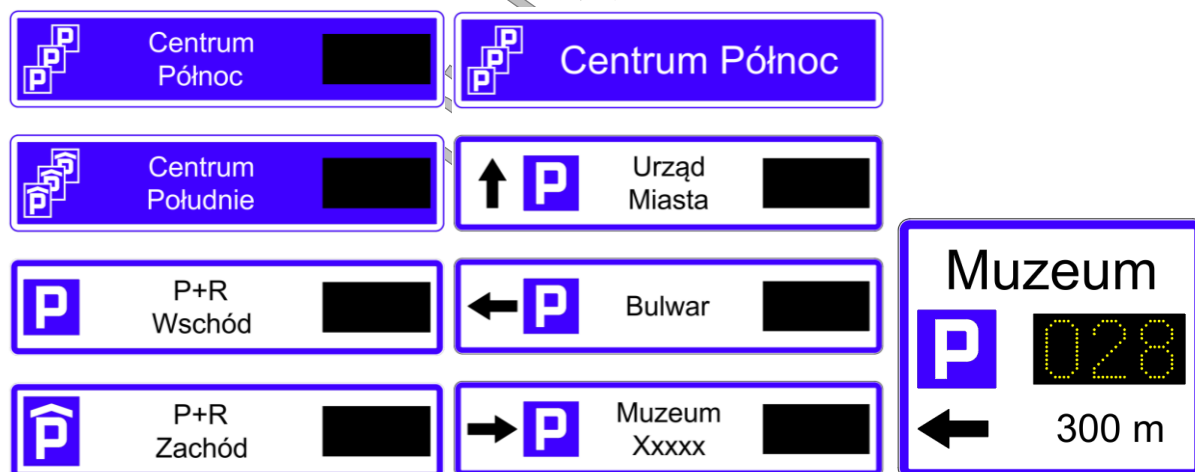 P P P
Centrum
Północ
P P P
Centrum
Południe
P
P+R
Wschód
P
P+R
Zachód
P P P
Centrum Północ
P
Urząd
Miasta
P
Bulwar
P
Muzeum
Xxxxx
Muzeum
P 028
300 m